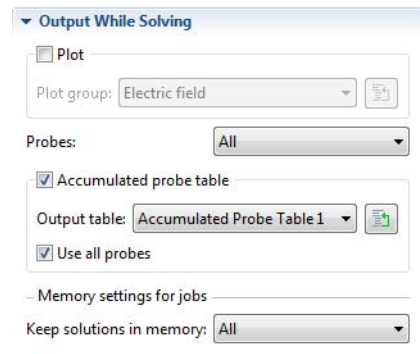 Output While Solving
Plot
Plot group: Electric field
Probes: All
Accumulated probe table
Output table: Accumulated Probe Table 1
Use all probes
Memory settings for jobs
Keep solutions in memory: All